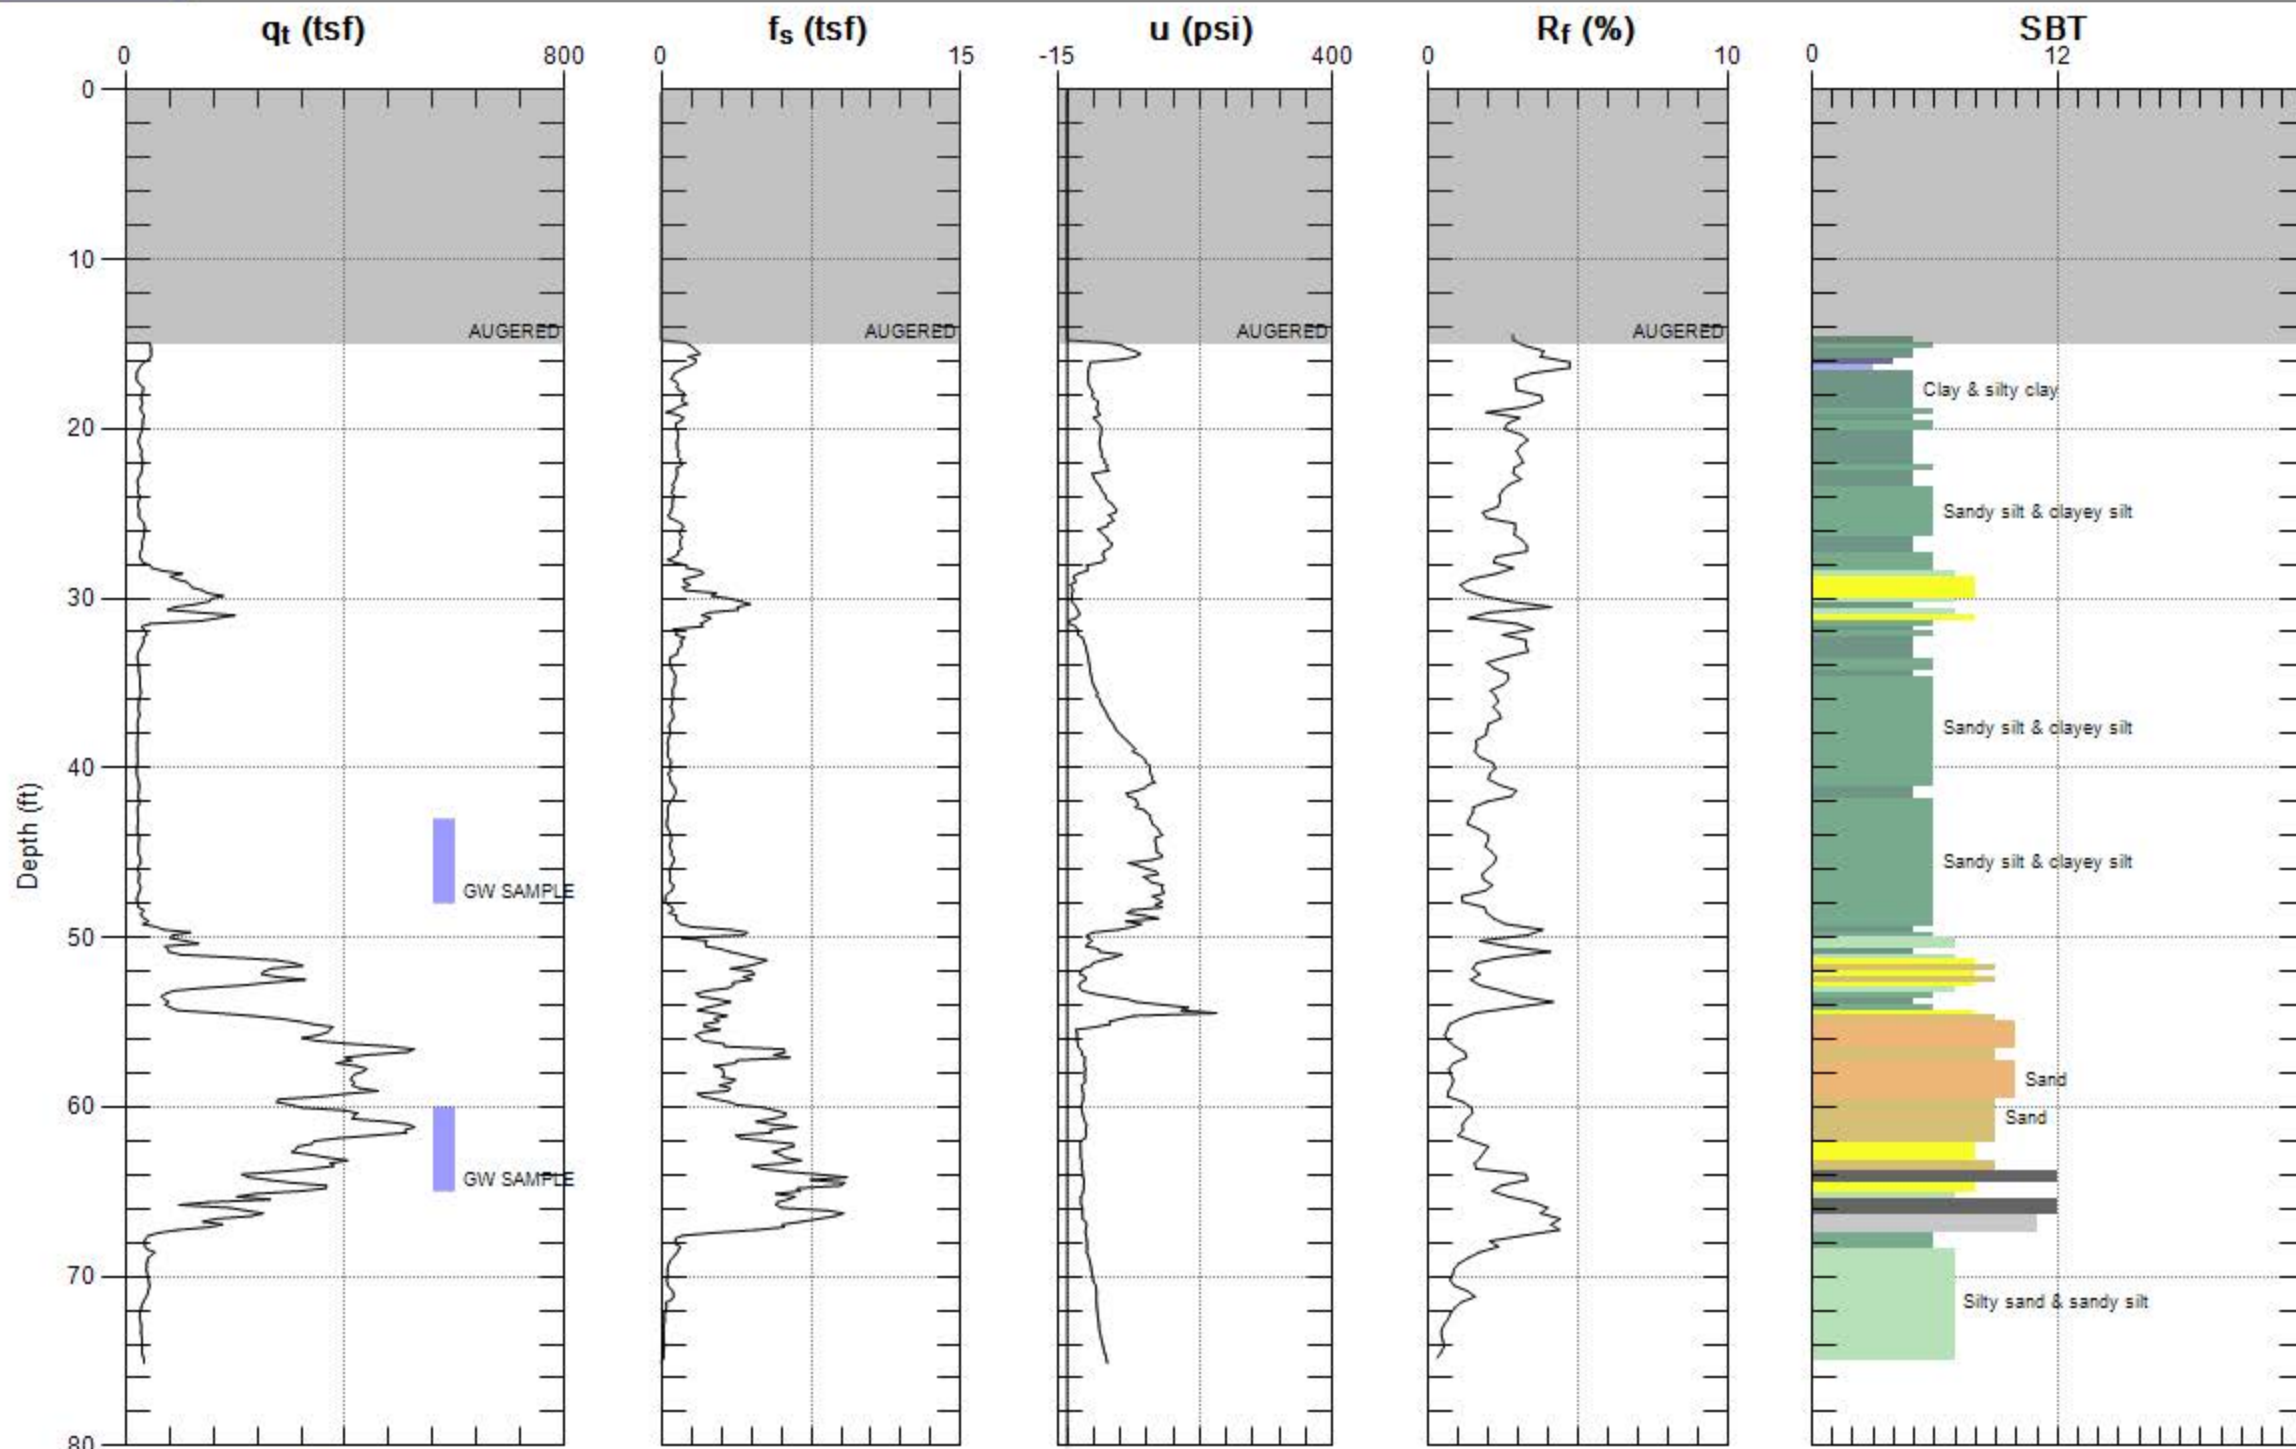 qt (tsf) fs (tsf) u (psi) Rf (%) SBT
0 800 0 15 -15 400 0 10 0 12
0
10
AUGERED AUGERED AUGERED AUGERED
Clay & silty clay
20
Sandy silt & clayey silt
30
Sandy silt & clayey silt
40
Depth (ft)
Sandy silt & clayey silt
GW SAMPLE
50
Sand
60
Sand
GW SAMPLE
70
Silty sand & sandy silt
80